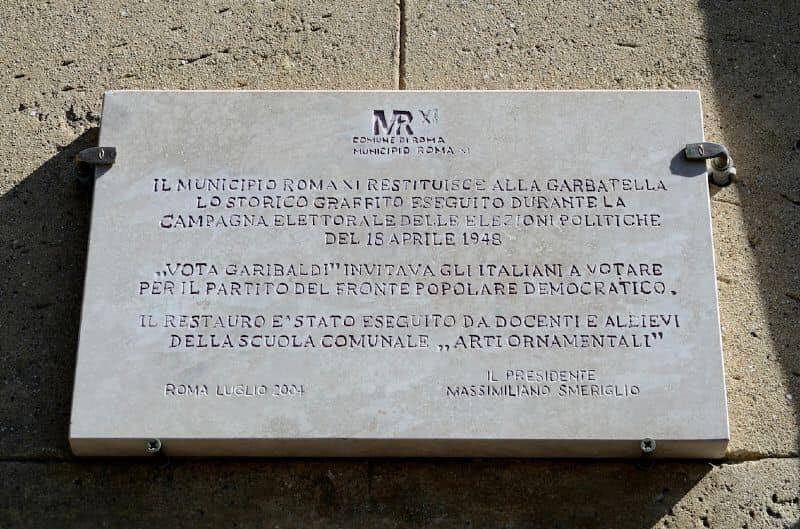 MR XI
COMUNE DI ROMA
MUNICIPIO ROMA XI
IL MUNICIPIO ROMA XI RESTITUISCE ALLA GARBATELLA
LO STORICO GRAFFITO ESEGUITO DURANTE LA
CAMPAGNA ELETTORALE DELLE ELEZIONI POLITICHE
DEL 18 APRILE 1948
„VOTA GARIBALDI" INVITAVA GLI ITALIANI A VOTARE
PER IL PARTITO DEL FRONTE POPOLARE DEMOCRATICO.
IL RESTAURO E' STATO ESEGUITO DA DOCENTI E ALLIEVI
DELLA SCUOLA COMUNALE „ARTI ORNAMENTALI"
IL PRESIDENTE
ROMA LUGLIO 2004 MASSIMILIANO SMERIGLIO